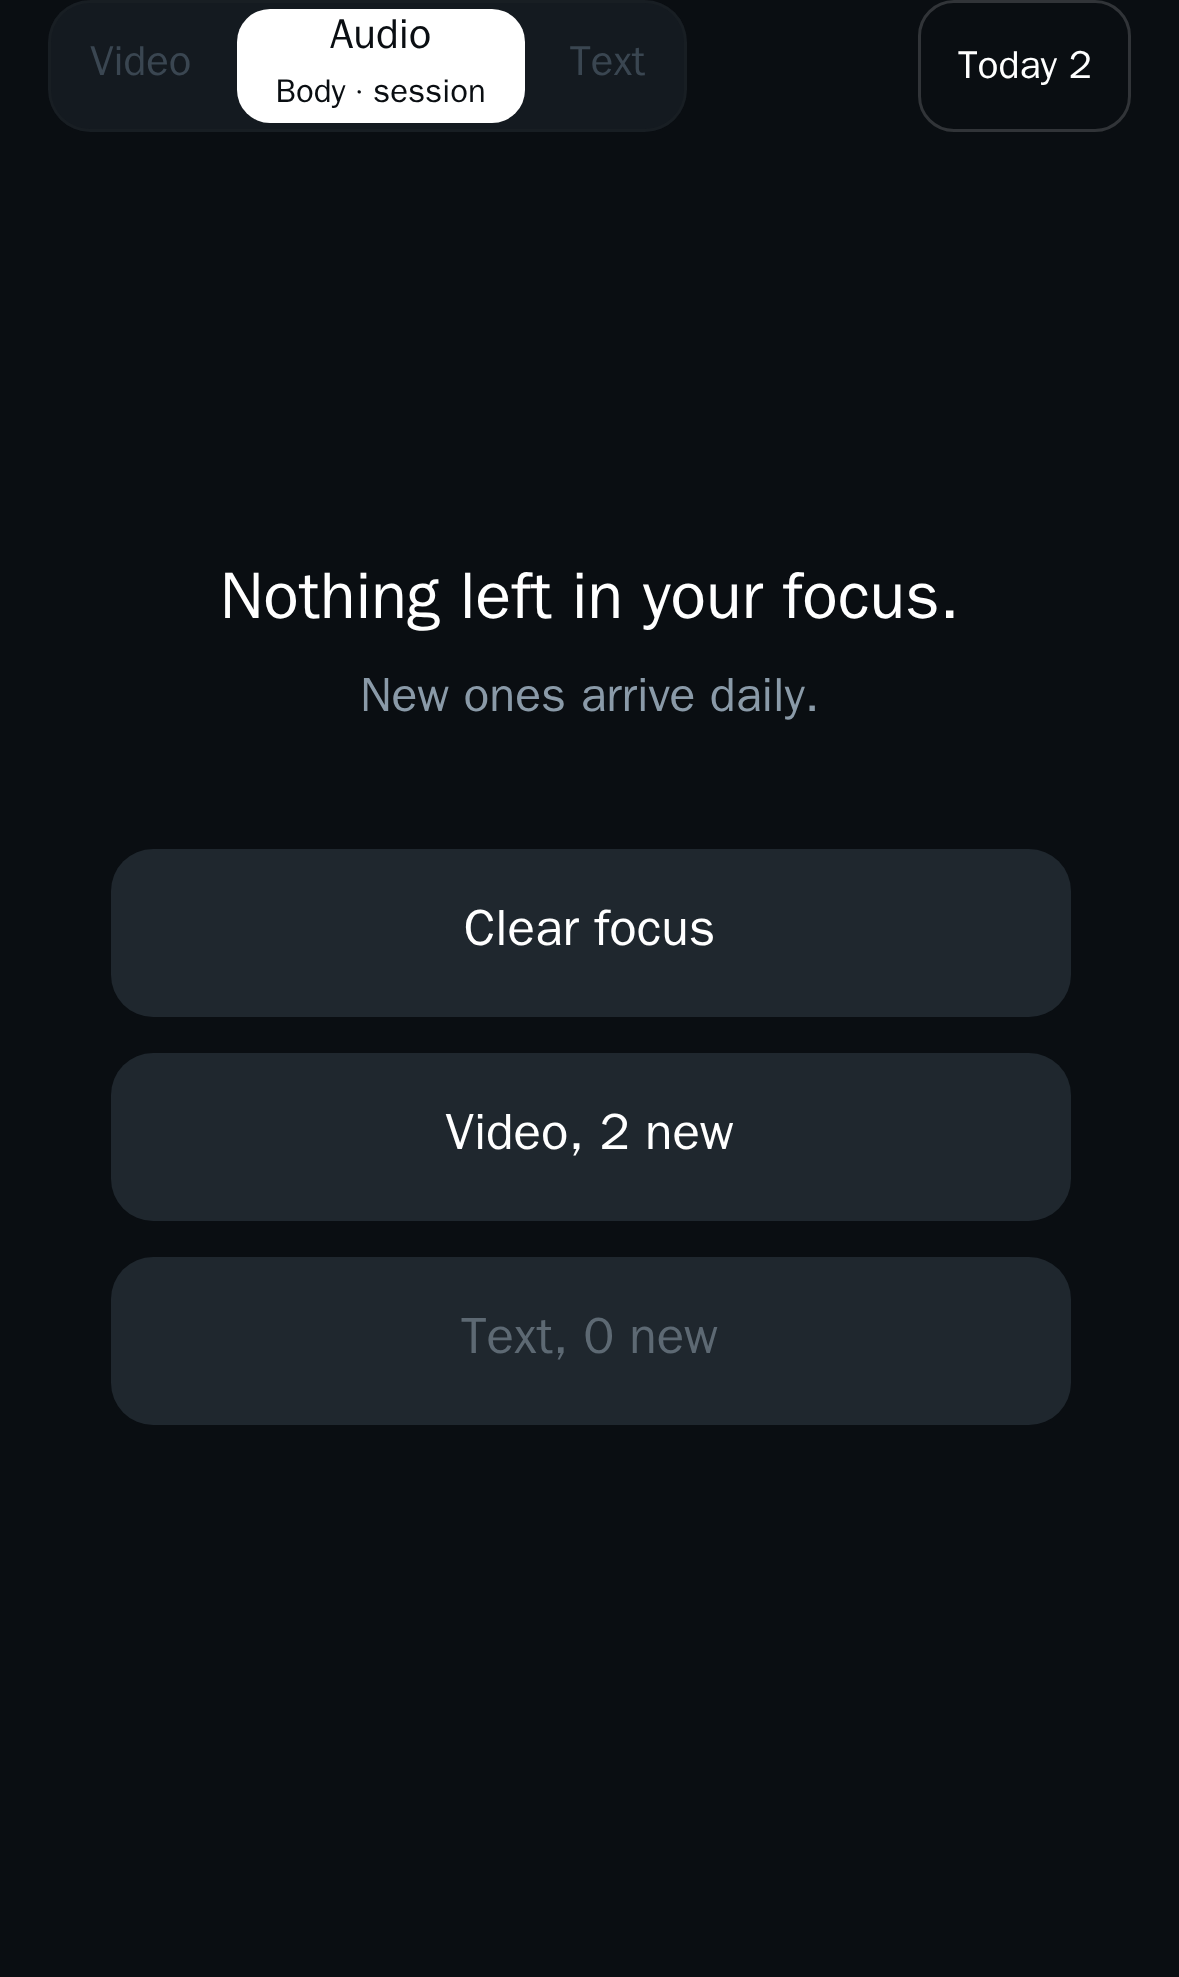 Video
Audio
Body · session
Text
Today 2
Nothing left in your focus.
New ones arrive daily.
Clear focus
Video, 2 new
Text, 0 new